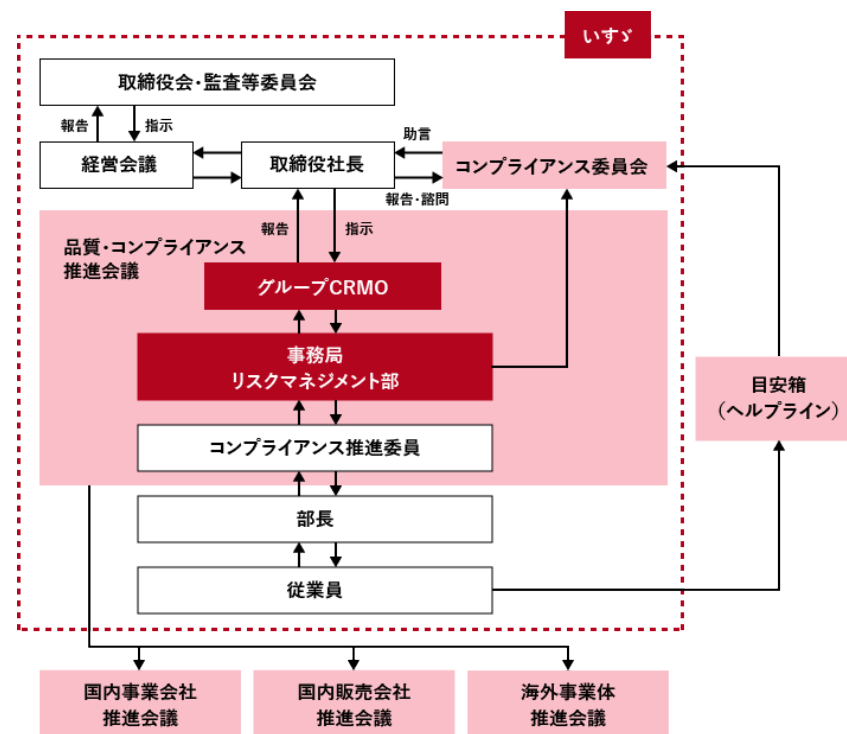 いすゞ
取締役会・監査等委員会
報告
指示
経営会議
取締役社長
助言
報告・諮問
コンプライアンス委員会
品質・コンプライアンス
推進会議
報告
指示
グループCRMO
事務局
リスクマネジメント部
コンプライアンス推進委員
部長
従業員
目安箱
（ヘルプライン）
国内事業会社
推進会議
国内販売会社
推進会議
海外事業体
推進会議